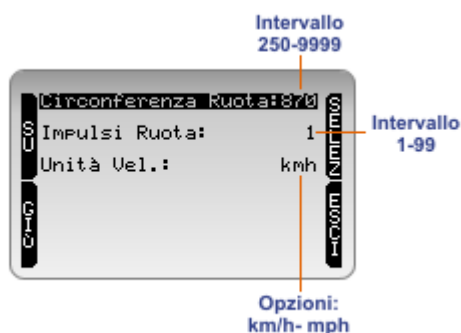 Intervallo
250-9999
Circonferenza Ruota:870
Impulsi Ruota: 1
Unità Vel.: kmh
SU
GIÙ
SELEZ
ESCI
Intervallo
1-99
Opzioni:
km/h- mph